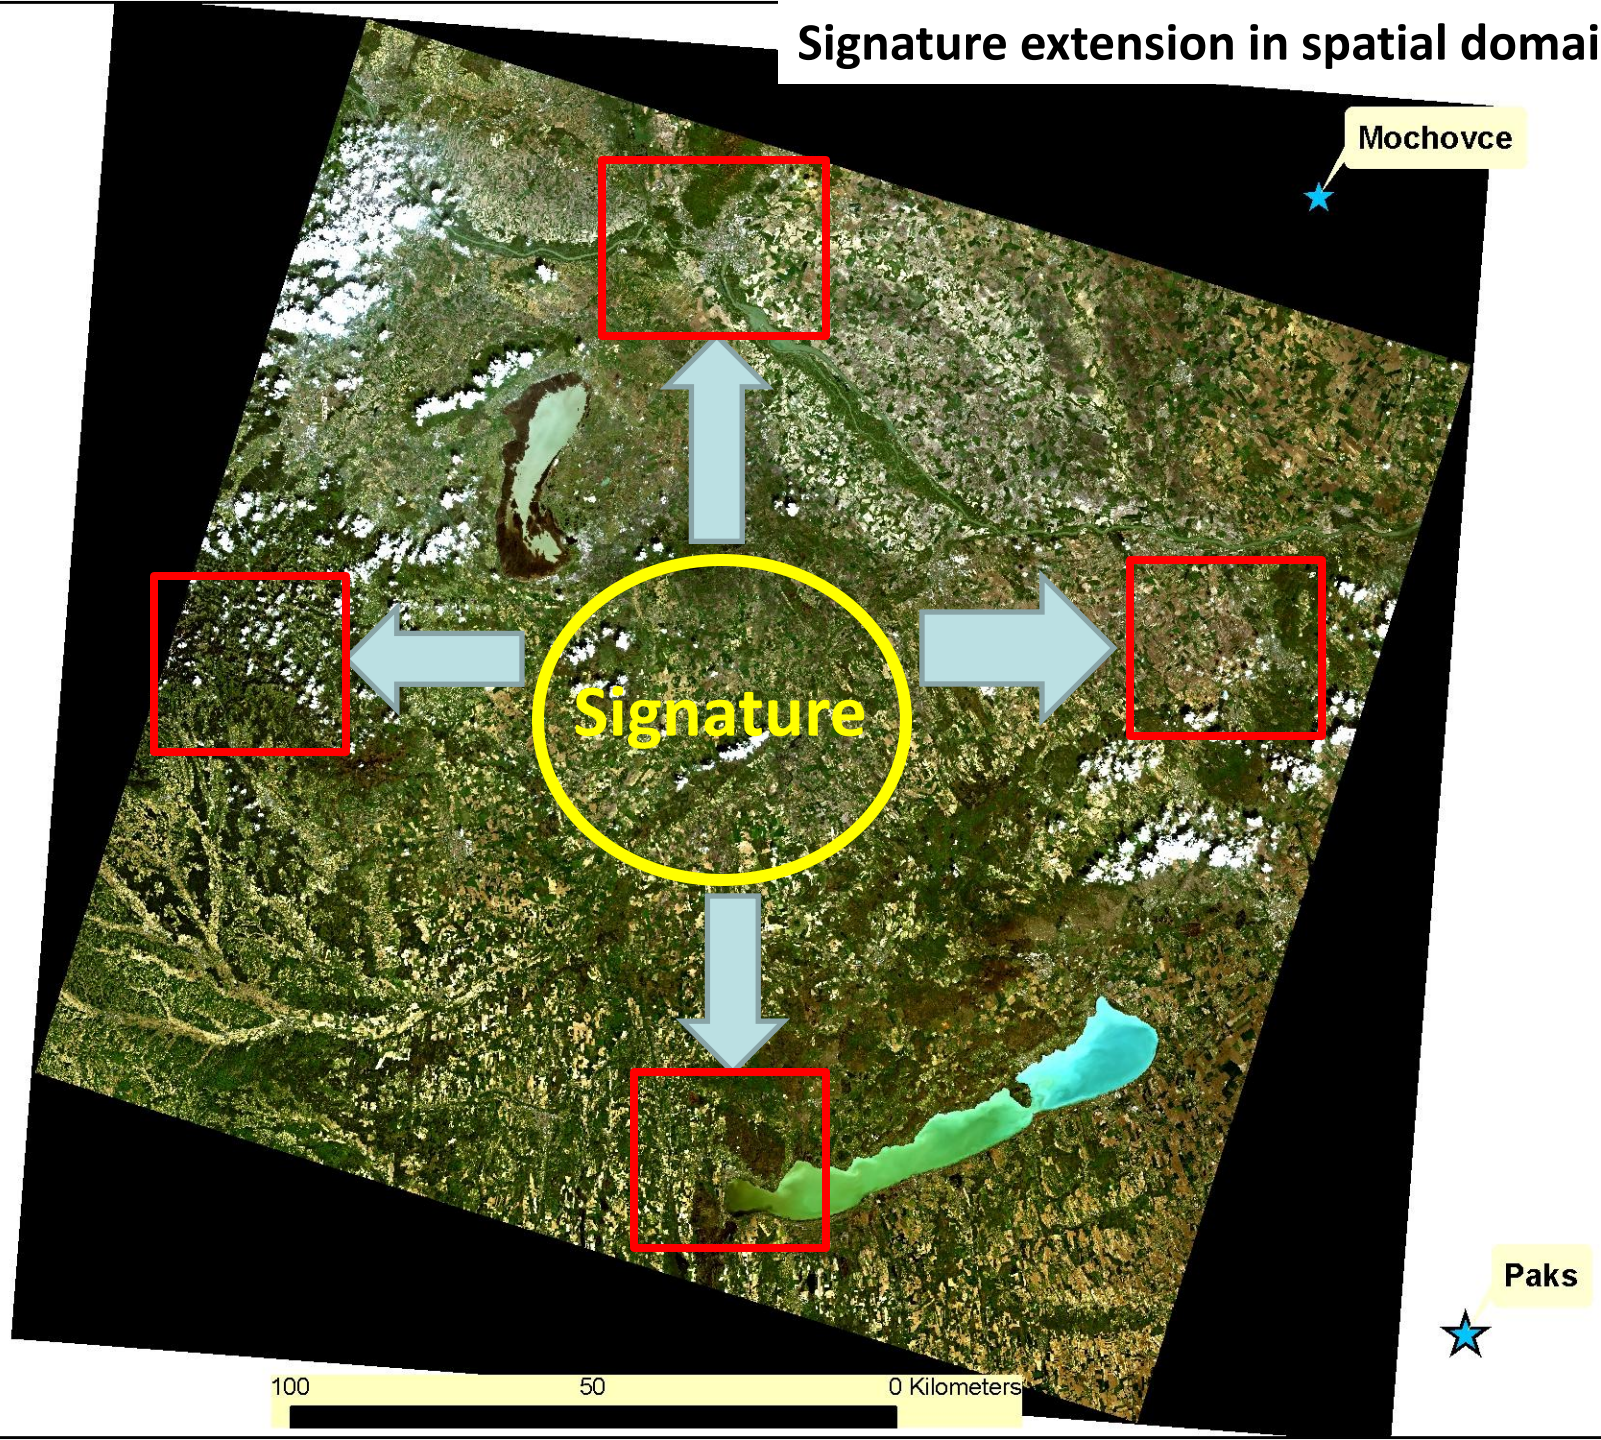 Signature extension in spatial domai
Mochovce
Signature
Paks
100 50 0 Kilometers